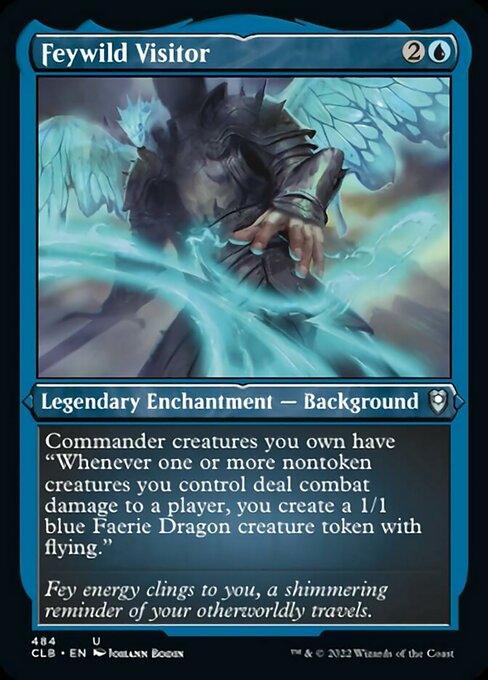 Feywild Visitor 2
Legendary Enchantment — Background
Commander creatures you own have
“Whenever one or more nontoken
creatures you control deal combat
damage to a player, you create a 1/1
blue Faerie Dragon creature token with
flying.”
Fey energy clings to you, a shimmering
reminder of your otherworldly travels.
484 U
CLB • EN Johann Bodin ™ & © 2022 Wizards of the Coast